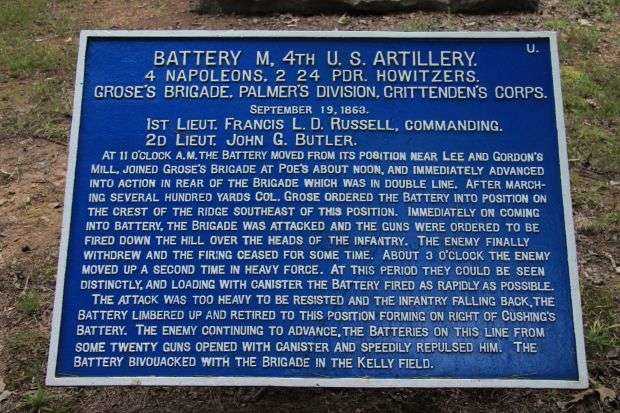 U.
BATTERY M, 4TH U. S. ARTILLERY.
4 NAPOLEONS, 2 24 PDR. HOWITZERS.
GROSE'S BRIGADE, PALMER'S DIVISION, CRITTENDEN'S CORPS.
SEPTEMBER 19, 1863.
1ST LIEUT. FRANCIS L. D. RUSSELL, COMMANDING.
2D LIEUT. JOHN G. BUTLER.
AT 11 O'CLOCK A.M. THE BATTERY MOVED FROM ITS POSITION NEAR LEE AND GORDON'S
MILL, JOINED GROSE'S BRIGADE AT POE'S ABOUT NOON, AND IMMEDIATELY ADVANCED
INTO ACTION IN REAR OF THE BRIGADE WHICH WAS IN DOUBLE LINE. AFTER MARCH-
ING SEVERAL HUNDRED YARDS COL. GROSE ORDERED THE BATTERY INTO POSITION ON
THE CREST OF THE RIDGE SOUTHEAST OF THIS POSITION. IMMEDIATELY ON COMING
INTO BATTERY, THE BRIGADE WAS ATTACKED AND THE GUNS WERE ORDERED TO BE
FIRED DOWN THE HILL OVER THE HEADS OF THE INFANTRY. THE ENEMY FINALLY
WITHDREW AND THE FIRING CEASED FOR SOME TIME. ABOUT 3 O'CLOCK THE ENEMY
MOVED UP A SECOND TIME IN HEAVY FORCE. AT THIS PERIOD THEY COULD BE SEEN
DISTINCTLY, AND LOADING WITH CANISTER THE BATTERY FIRED AS RAPIDLY AS POSSIBLE.
THE ATTACK WAS TOO HEAVY TO BE RESISTED AND THE INFANTRY FALLING BACK, THE
BATTERY LIMBERED UP AND RETIRED TO THIS POSITION FORMING ON RIGHT OF CUSHING'S
BATTERY. THE ENEMY CONTINUING TO ADVANCE, THE BATTERIES ON THIS LINE FROM
SOME TWENTY GUNS OPENED WITH CANISTER AND SPEEDILY REPULSED HIM. THE
BATTERY BIVOUACKED WITH THE BRIGADE IN THE KELLY FIELD.